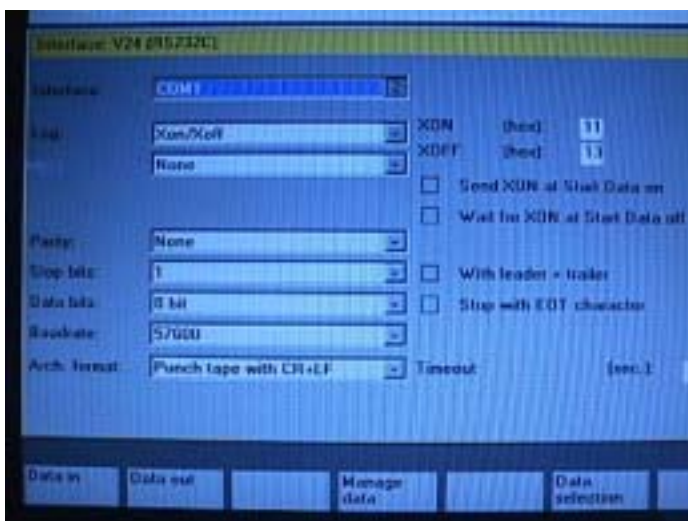 Interface: V24 (RS232C)
Interface: COM1
Xon/Xoff XON (hex) 11
None XOFF (hex) 13
Send XON at Start Data on
Wait for XON at Start Data off
Parity: None
Stop bits: 1 With leader + trailer
Data bits: 8 bit Stop with EOT character
Baudrate: 57600
Arch. format Punch tape with CR+LF Timeout (sec.):
Data in Data out Manage data Data selection